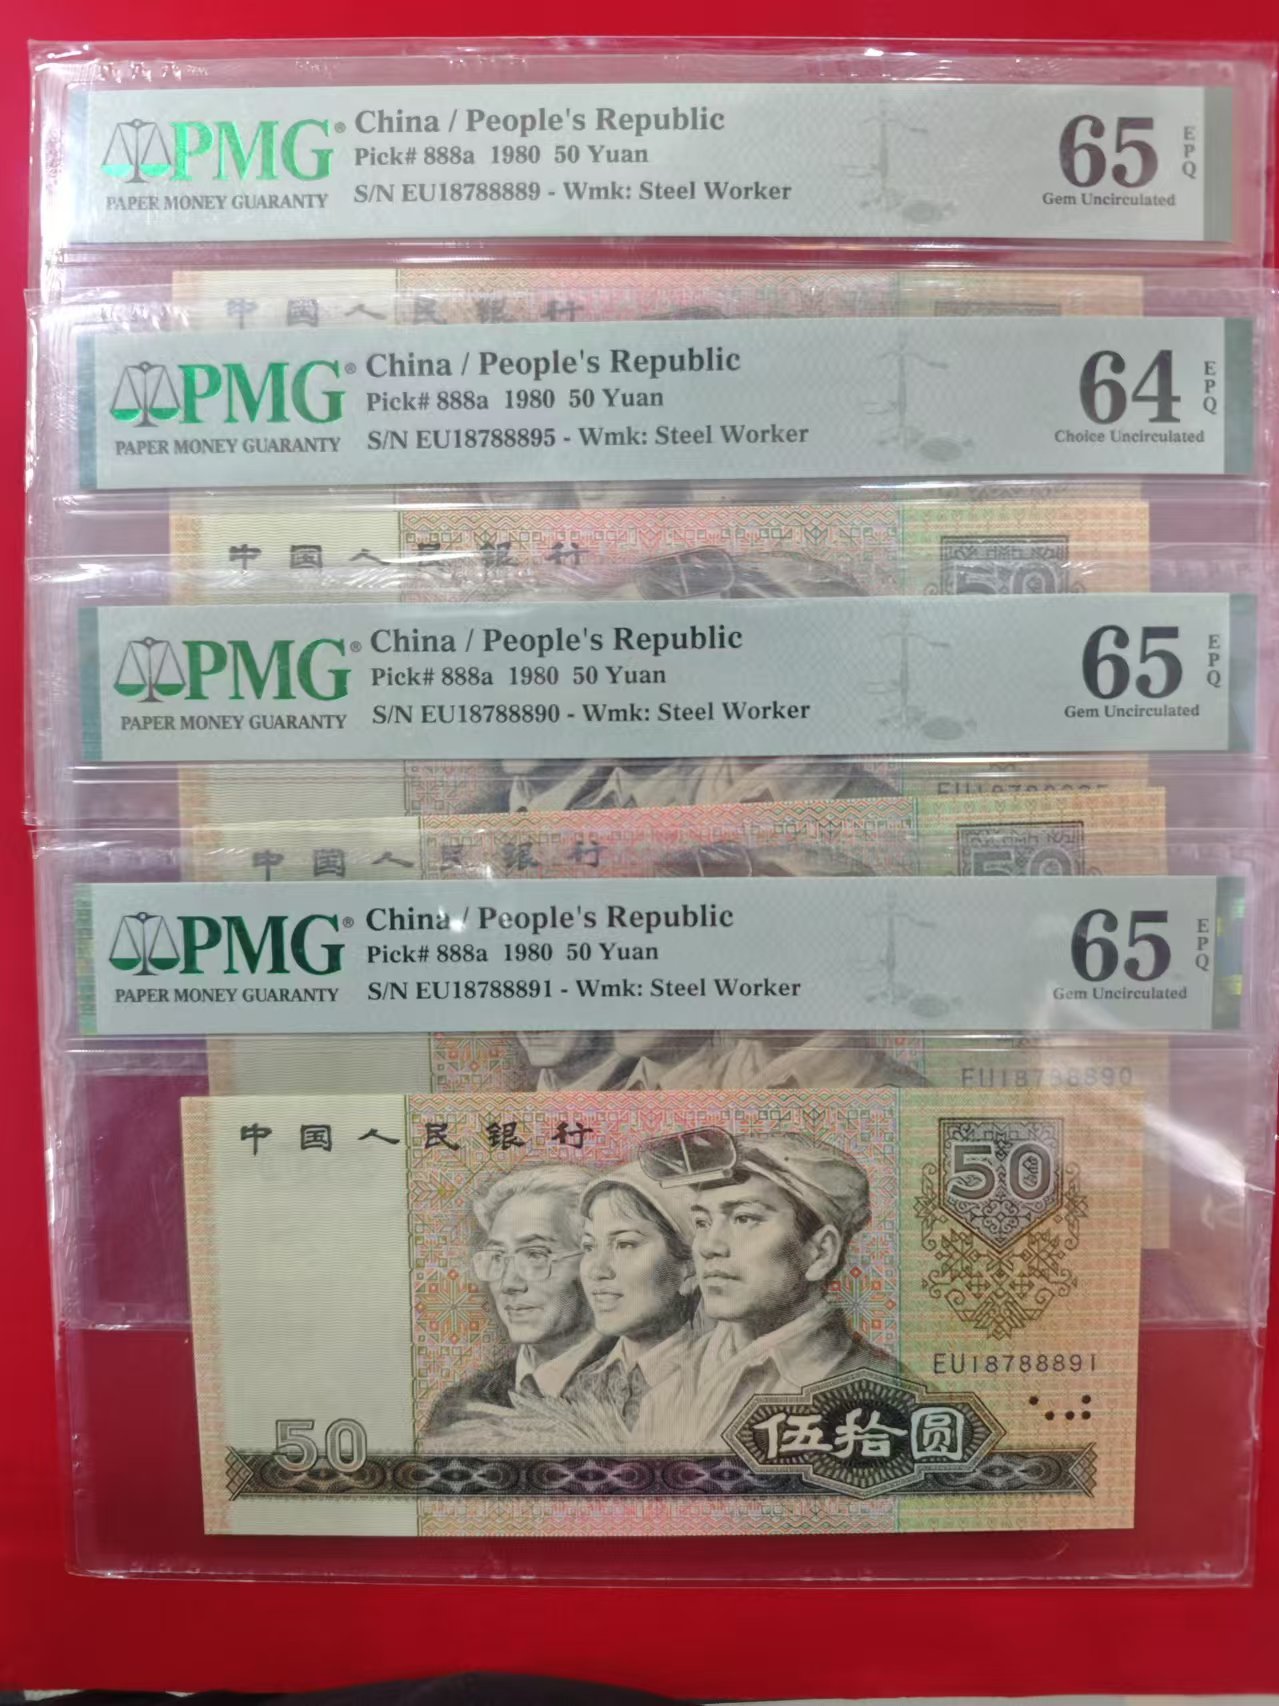 PMG®
PAPER MONEY GUARANTY
China / People's Republic
Pick# 888a 1980 50 Yuan
S/N EU18788889 - Wmk: Steel Worker
65
EPQ
Gem Uncirculated
中国人民银行
PMG®
PAPER MONEY GUARANTY
China / People's Republic
Pick# 888a 1980 50 Yuan
S/N EU18788895 - Wmk: Steel Worker
64
EPQ
Choice Uncirculated
中国人民银行
50
PMG®
PAPER MONEY GUARANTY
China / People's Republic
Pick# 888a 1980 50 Yuan
S/N EU18788890 - Wmk: Steel Worker
65
EPQ
Gem Uncirculated
中国人民银行
50
PMG®
PAPER MONEY GUARANTY
China / People's Republic
Pick# 888a 1980 50 Yuan
S/N EU18788891 - Wmk: Steel Worker
65
EPQ
Gem Uncirculated
EU18788890
中国人民银行
50
EU18788891
50
伍拾圆